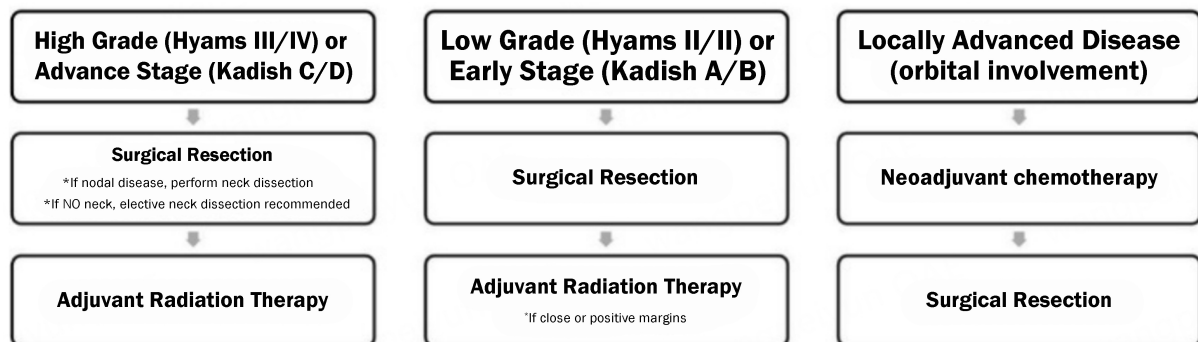 High Grade (Hyams III/IV) or
Advance Stage (Kadish C/D)
Surgical Resection
*If nodal disease, perform neck dissection
*If NO neck, elective neck dissection recommended
Adjuvant Radiation Therapy
Low Grade (Hyams II/II) or
Early Stage (Kadish A/B)
Surgical Resection
Adjuvant Radiation Therapy
*If close or positive margins
Locally Advanced Disease
(orbital involvement)
Neoadjuvant chemotherapy
Surgical Resection